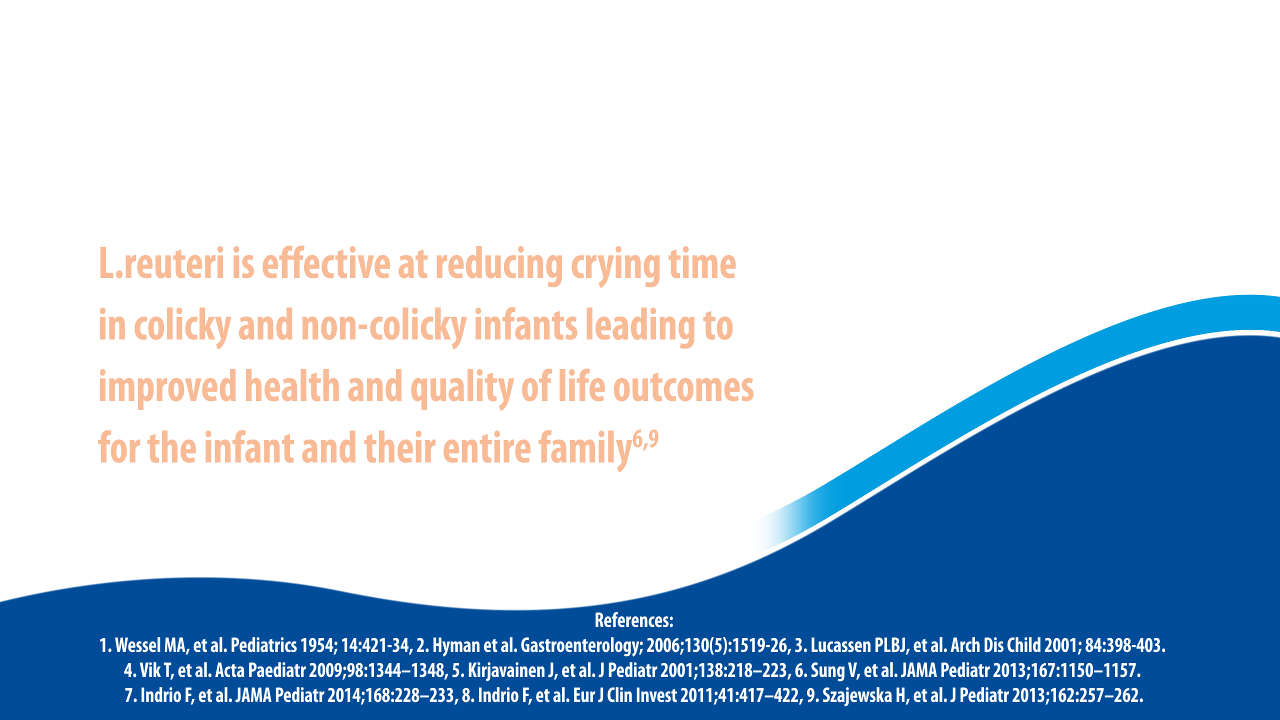 L.reuteri is effective at reducing crying time
in colicky and non-colicky infants leading to
improved health and quality of life outcomes
for the infant and their entire family6,9
References:
1. Wessel MA, et al. Pediatrics 1954; 14:421-34, 2. Hyman et al. Gastroenterology; 2006;130(5):1519-26, 3. Lucassen PLBJ, et al. Arch Dis Child 2001; 84:398-403.
4. Vik T, et al. Acta Paediatr 2009;98:1344–1348, 5. Kirjavainen J, et al. J Pediatr 2001;138:218–223, 6. Sung V, et al. JAMA Pediatr 2013;167:1150–1157.
7. Indrio F, et al. JAMA Pediatr 2014;168:228–233, 8. Indrio F, et al. Eur J Clin Invest 2011;41:417–422, 9. Szajewska H, et al. J Pediatr 2013;162:257–262.